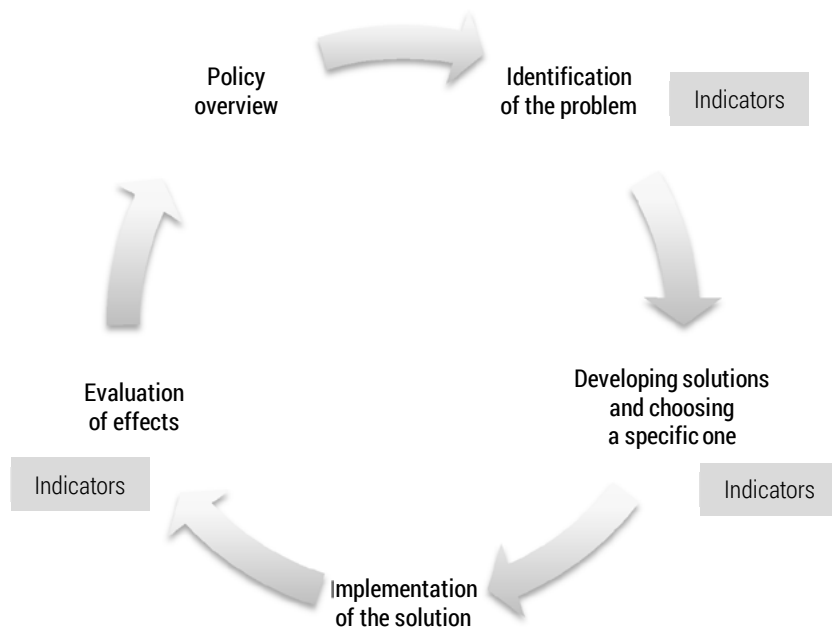 Policy
overview
Identification
of the problem
Indicators
Developing solutions
and choosing
a specific one
Indicators
Implementation
of the solution
Evaluation
of effects
Indicators